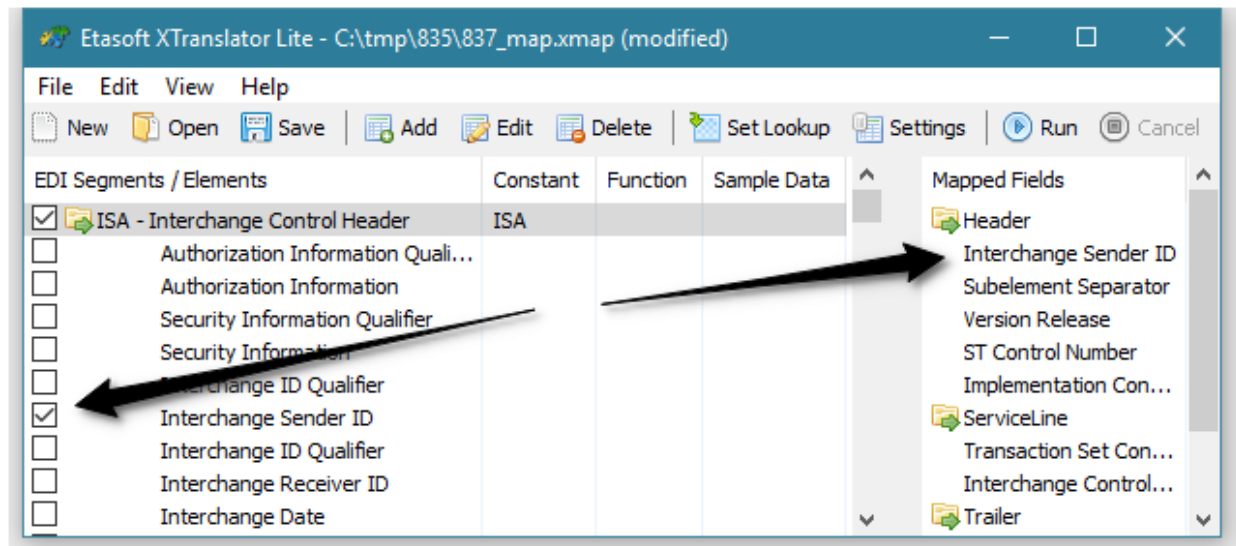 Etasoft XTranslator Lite - C:\tmp\835\837_map.xmap (modified)
File Edit View Help
New Open Save Add Edit Delete Set Lookup Settings Run Cancel
EDI Segments / Elements Constant Function Sample Data Mapped Fields
ISA - Interchange Control Header ISA Header
Authorization Information Quali... Interchange Sender ID
Authorization Information Subelement Separator
Security Information Qualifier Version Release
Security Information ST Control Number
Interchange ID Qualifier Implementation Con...
Interchange Sender ID ServiceLine
Interchange ID Qualifier Transaction Set Con...
Interchange Receiver ID Interchange Control...
Interchange Date Trailer